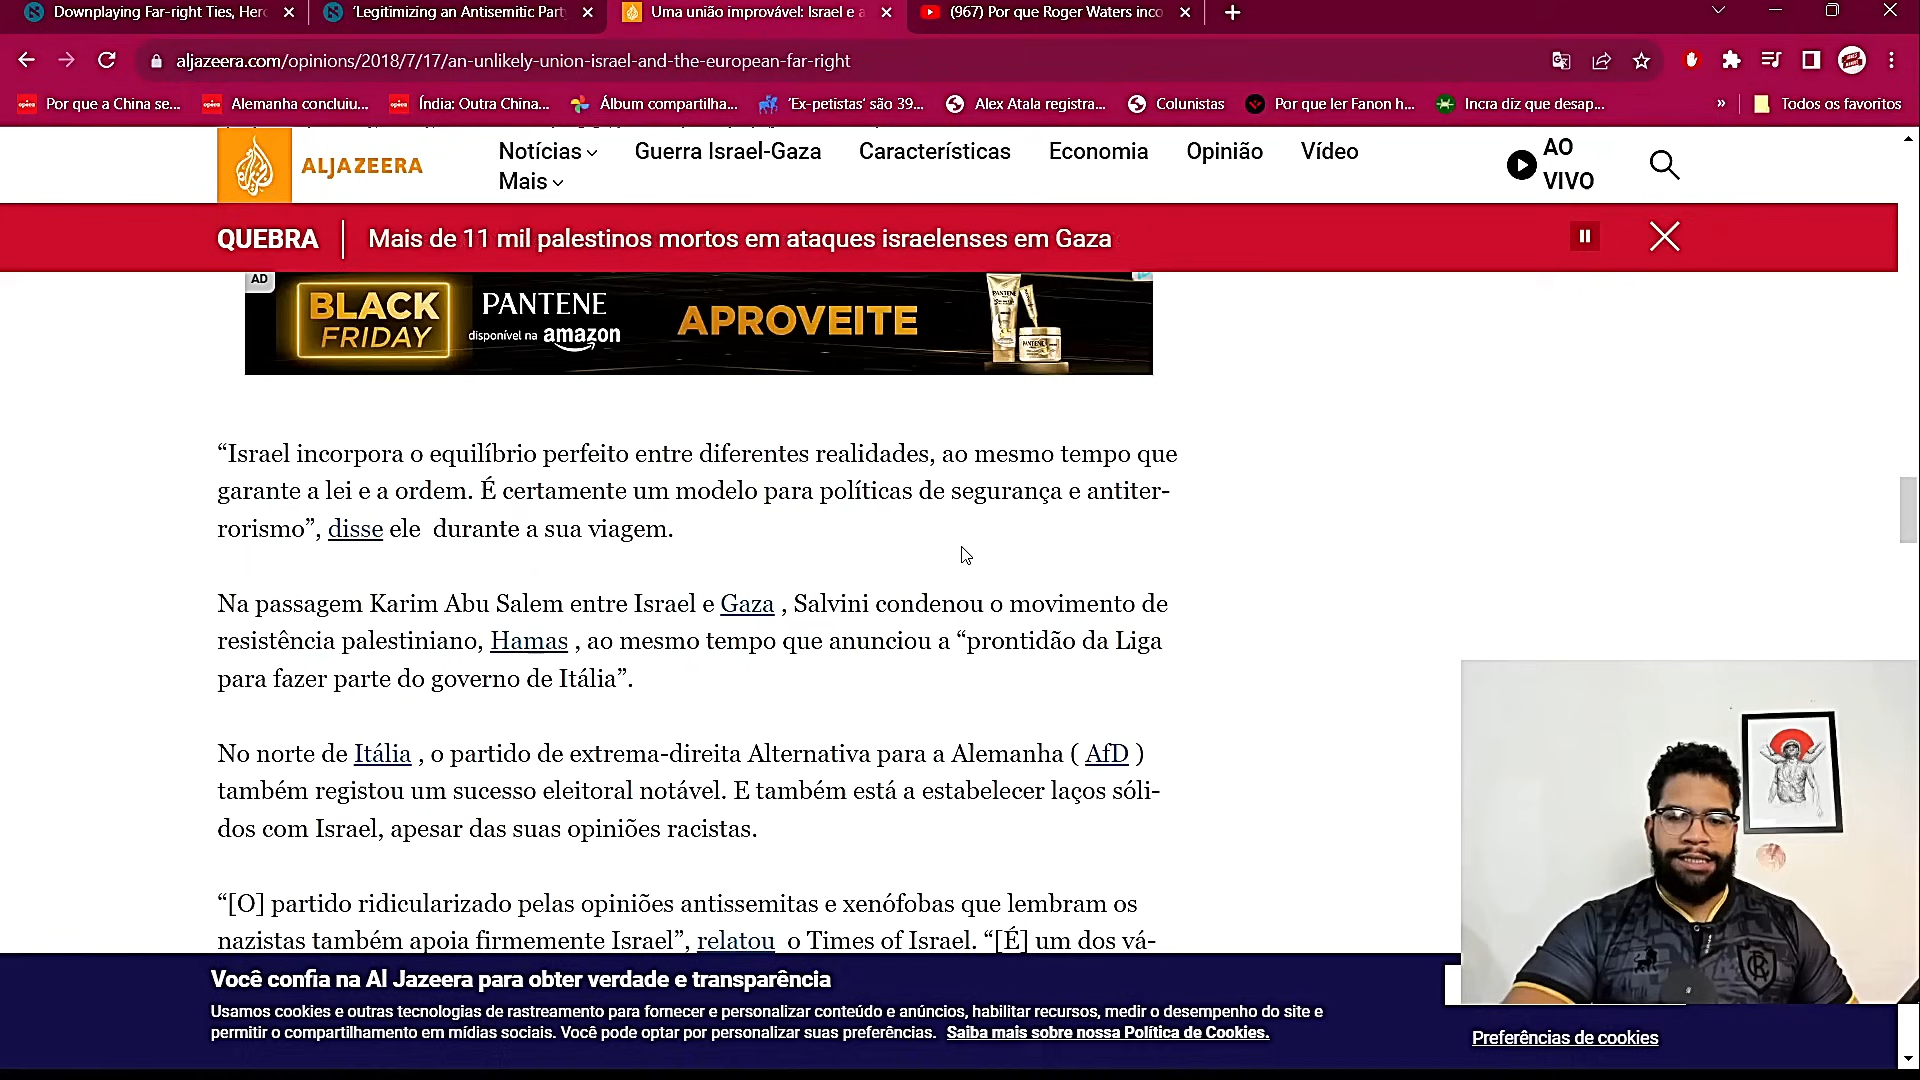 Downplaying Far-right Ties, Her
'Legitimizing an Antisemitic Part
Uma união improvável: Israel e a
(967) Por que Roger Waters inco
aljazeera.com/opinions/2018/7/17/an-unlikely-union-israel-and-the-european-far-right
Por que a China se...
Alemanha concluiu...
Índia: Outra China...
Álbum compartilha...
'Ex-petistas' são 39...
Alex Atala registra...
Colunistas
Por que ler Fanon h...
Incra diz que desap...
»
Todos os favoritos
ALJAZEERA
Notícias
Guerra Israel-Gaza
Características
Economia
Opinião
Vídeo
Mais
AO
VIVO
QUEBRA
Mais de 11 mil palestinos mortos em ataques israelenses em Gaza
AD
BLACK
FRIDAY
PANTENE
disponível na amazon
APROVEITE
“Israel incorpora o equilíbrio perfeito entre diferentes realidades, ao mesmo tempo que
garante a lei e a ordem. É certamente um modelo para políticas de segurança e antiter-
rorismo”, disse ele durante a sua viagem.
Na passagem Karim Abu Salem entre Israel e Gaza , Salvini condenou o movimento de
resistência palestiniano, Hamas , ao mesmo tempo que anunciou a “prontidão da Liga
para fazer parte do governo de Itália”.
No norte de Itália , o partido de extrema-direita Alternativa para a Alemanha ( AfD )
também registou um sucesso eleitoral notável. E também está a estabelecer laços sóli-
dos com Israel, apesar das suas opiniões racistas.
“[O] partido ridicularizado pelas opiniões antissemitas e xenófobas que lembram os
nazistas também apoia firmemente Israel”, relatou o Times of Israel. “[É] um dos vá-
Você confia na Al Jazeera para obter verdade e transparência
Usamos cookies e outras tecnologias de rastreamento para fornecer e personalizar conteúdo e anúncios, habilitar recursos, medir o desempenho do site e
permitir o compartilhamento em mídias sociais. Você pode optar por personalizar suas preferências. Saiba mais sobre nossa Política de Cookies.
Preferências de cookies